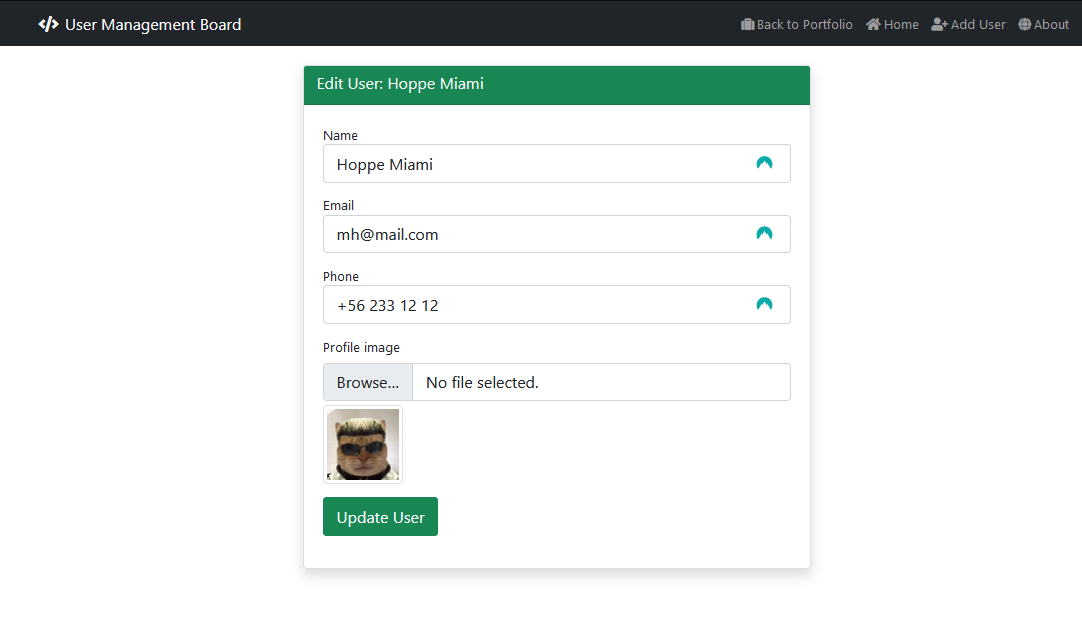 User Management Board
Back to Portfolio Home Add User About
Edit User: Hoppe Miami
Name
Hoppe Miami
Email
mh@mail.com
Phone
+56 233 12 12
Profile image
Browse... No file selected.
Update User